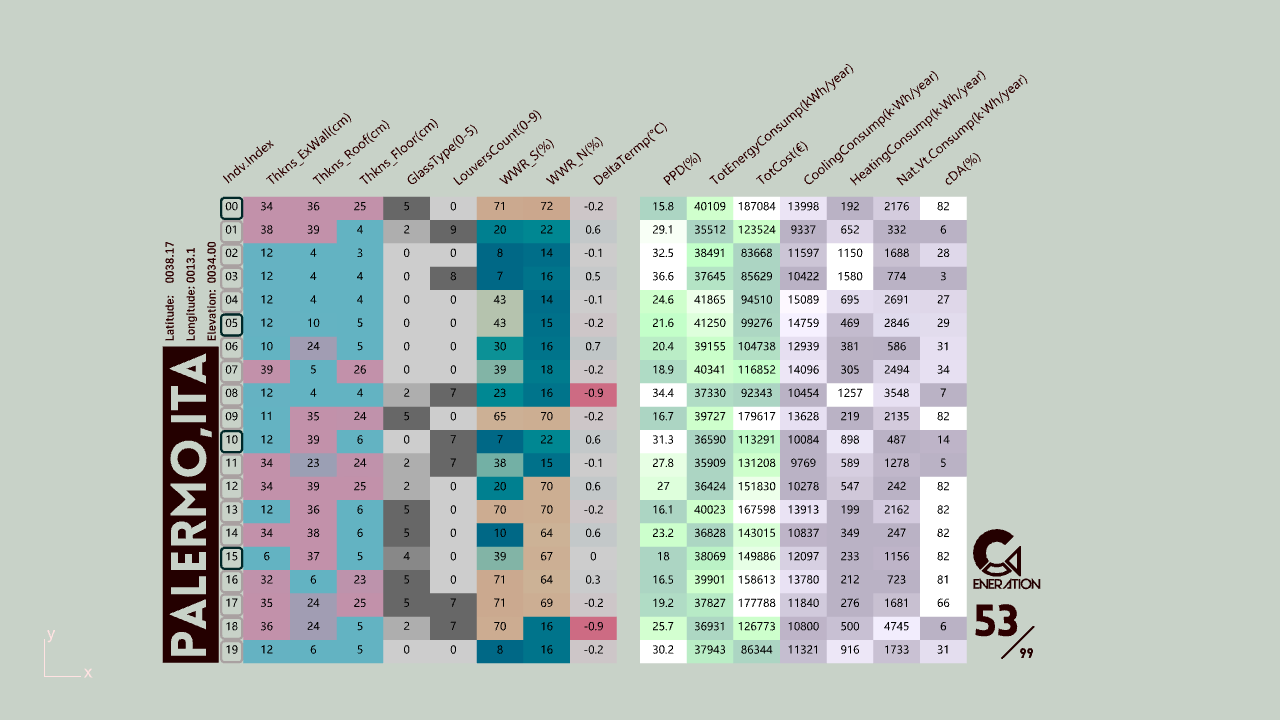 Indv.Index Thkns_ExWall(cm) Thkns_Roof(cm) Thkns_Floor(cm) GlassType(0-5) LouversCount(0-9) WWR_S(%) WWR_N(%) DeltaTermp(°C) PPD(%) TotEnergyConsump(kWh/year) TotCost(€) CoolingConsump(k·Wh/year) HeatingConsump(k·Wh/year) Nat.Vt.Consump(k·Wh/year) cDA(%)
00 34 36 25 5 0 71 72 -0.2 15.8 40109 187084 13998 192 2176 82
01 38 39 4 2 9 20 22 0.6 29.1 35512 123524 9337 652 332 6
02 12 4 3 0 0 8 14 -0.1 32.5 38491 83668 11597 1150 1688 28
03 12 4 4 0 8 7 16 0.5 36.6 37645 85629 10422 1580 774 3
04 12 4 4 0 0 43 14 -0.1 24.6 41865 94510 15089 695 2691 27
05 12 10 5 0 0 43 15 -0.2 21.6 41250 99276 14759 469 2846 29
06 10 24 5 0 0 30 16 0.7 20.4 39155 104738 12939 381 586 31
07 39 5 26 0 0 39 18 -0.2 18.9 40341 116852 14096 305 2494 34
08 12 4 4 2 7 23 16 -0.9 34.4 37330 92343 10454 1257 3548 7
09 11 35 24 5 0 65 70 -0.2 16.7 39727 179617 13628 219 2135 82
10 12 39 6 0 7 7 22 0.6 31.3 36590 113291 10084 898 487 14
11 34 23 24 2 7 38 15 -0.1 27.8 35909 131208 9769 589 1278 5
12 34 39 25 2 0 20 70 0.6 27 36424 151830 10278 547 242 82
13 12 36 6 5 0 70 70 -0.2 16.1 40023 167598 13913 199 2162 82
14 34 38 6 5 0 10 64 0.6 23.2 36828 143015 10837 349 247 82
15 6 37 5 4 0 39 67 0 18 38069 149886 12097 233 1156 82
16 32 6 23 5 0 71 64 0.3 16.5 39901 158613 13780 212 723 81
17 35 24 25 5 7 71 69 -0.2 19.2 37827 177788 11840 276 1681 66
18 36 24 5 2 7 70 16 -0.9 25.7 36931 126773 10800 500 4745 6
19 12 6 5 0 0 8 16 -0.2 30.2 37943 86344 11321 916 1733 31
Latitude: 0038.17
Longitude: 0013.1
Elevation: 0034.00
PALERMO,ITA
GENERATION
53/99
y
x